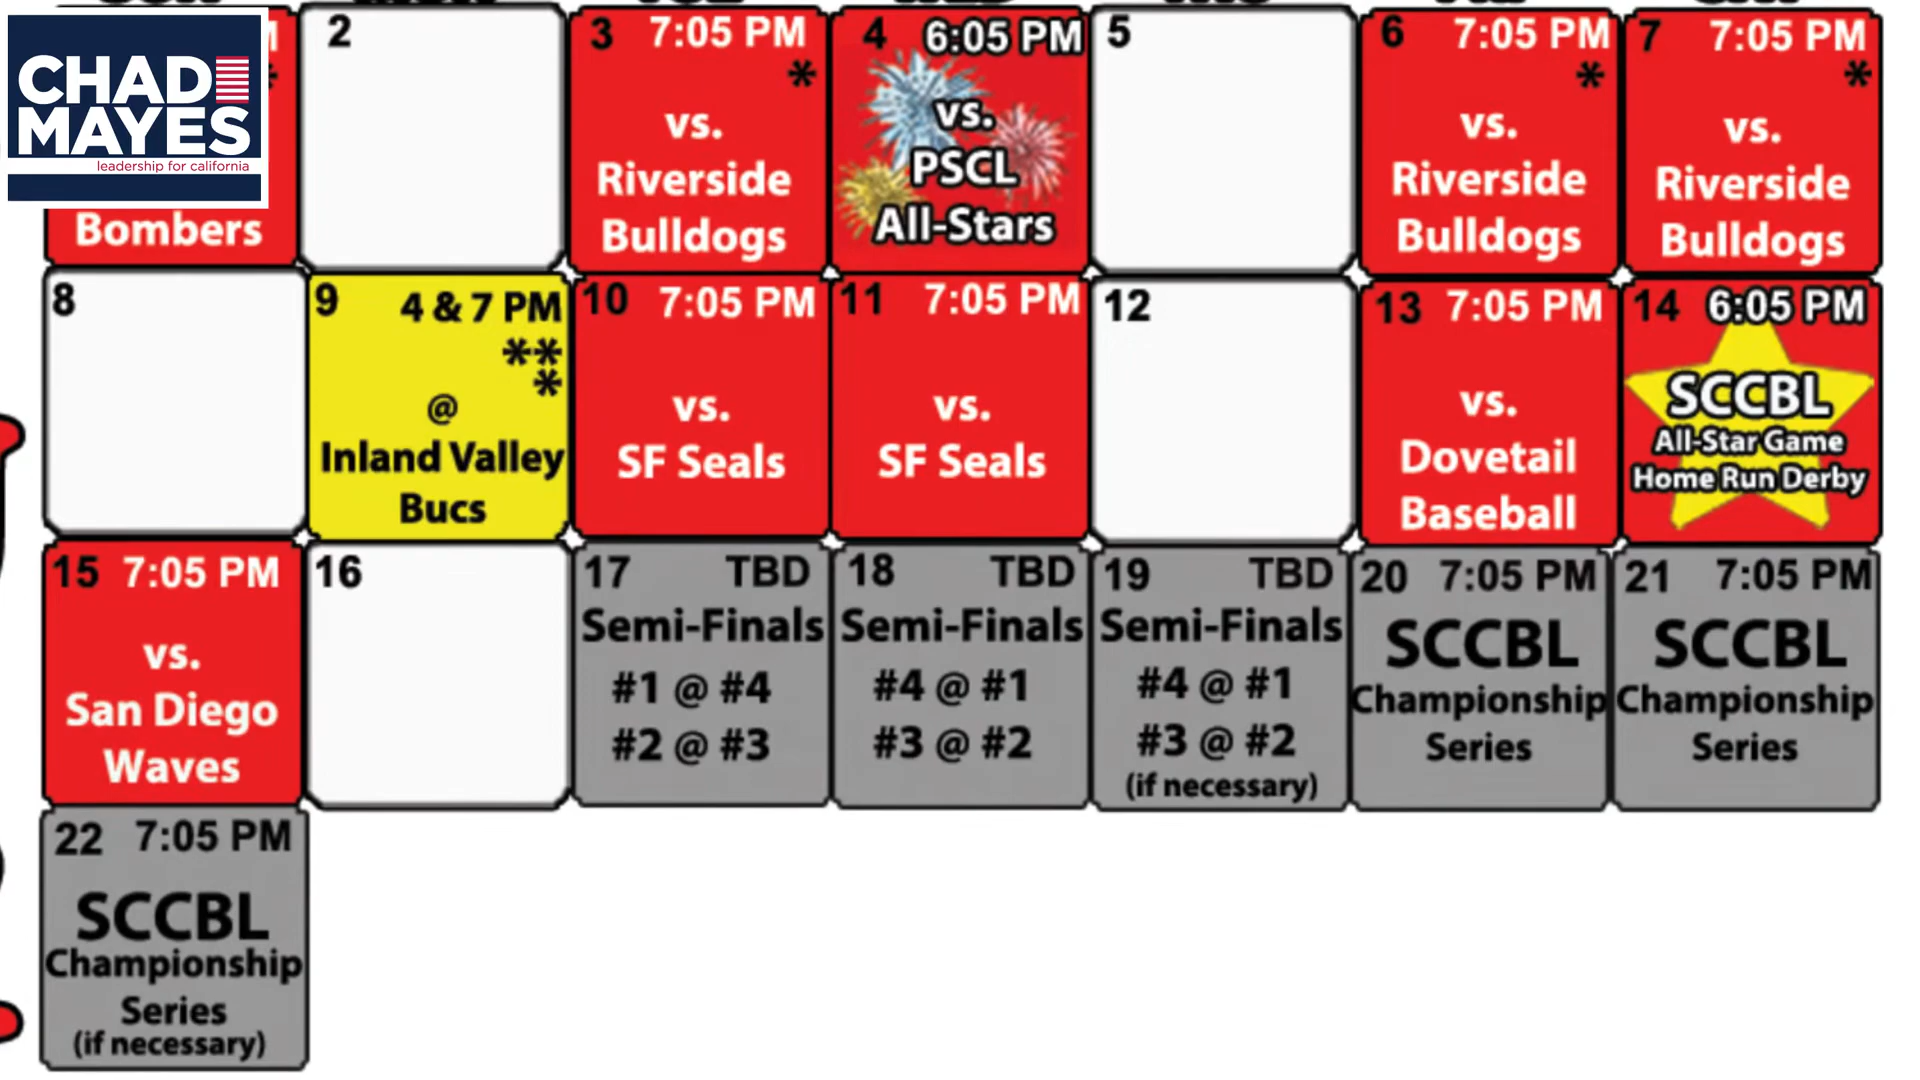 CHAD
MAYES
leadership for california
Bombers
2
3 7:05 PM
*
vs.
Riverside
Bulldogs
4 6:05 PM
vs.
PSCL
All-Stars
5
6 7:05 PM
*
vs.
Riverside
Bulldogs
7 7:05 PM
*
vs.
Riverside
Bulldogs
8
9 4 & 7 PM
**
*
@
Inland Valley
Bucs
10 7:05 PM
vs.
SF Seals
11 7:05 PM
vs.
SF Seals
12
13 7:05 PM
vs.
Dovetail
Baseball
14 6:05 PM
SCCBL
All-Star Game
Home Run Derby
15 7:05 PM
vs.
San Diego
Waves
16
17 TBD
Semi-Finals
#1 @ #4
#2 @ #3
18 TBD
Semi-Finals
#4 @ #1
#3 @ #2
19 TBD
Semi-Finals
#4 @ #1
#3 @ #2
(if necessary)
20 7:05 PM
SCCBL
Championship
Series
21 7:05 PM
SCCBL
Championship
Series
22 7:05 PM
SCCBL
Championship
Series
(if necessary)